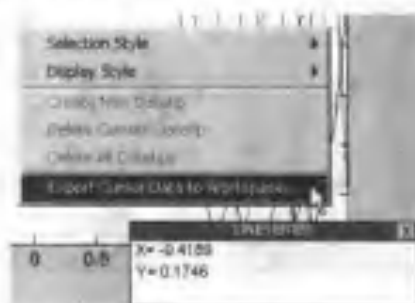 Selection Style
Display Style
Create New Datatip
Delete Current Datatip
Delete All Datatips
Export Cursor Data to Workspace...
0 0.5
X= -0.4189
Y= 0.1746